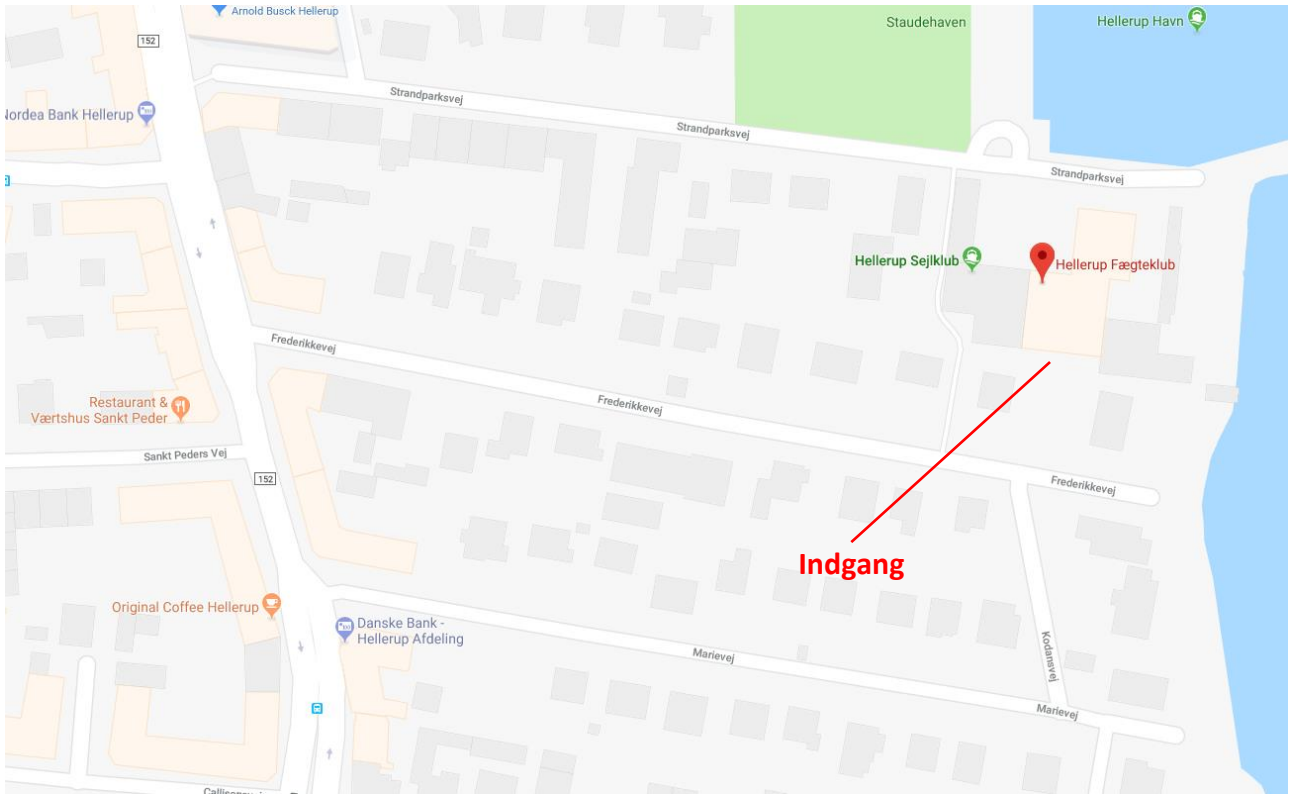 Arnold Busck Hellerup
Staudehaven
Hellerup Havn
152
Strandparksvej
Nordea Bank Hellerup
Strandparksvej
Strandparksvej
Hellerup Sejlklub
Hellerup Fægteklub
Frederikkevej
Restaurant &
Værtshus Sankt Peder
Frederikkevej
Sankt Peders Vej
152
Frederikkevej
Indgang
Original Coffee Hellerup
Danske Bank -
Hellerup Afdeling
Kodansvej
Marievej
Marievej